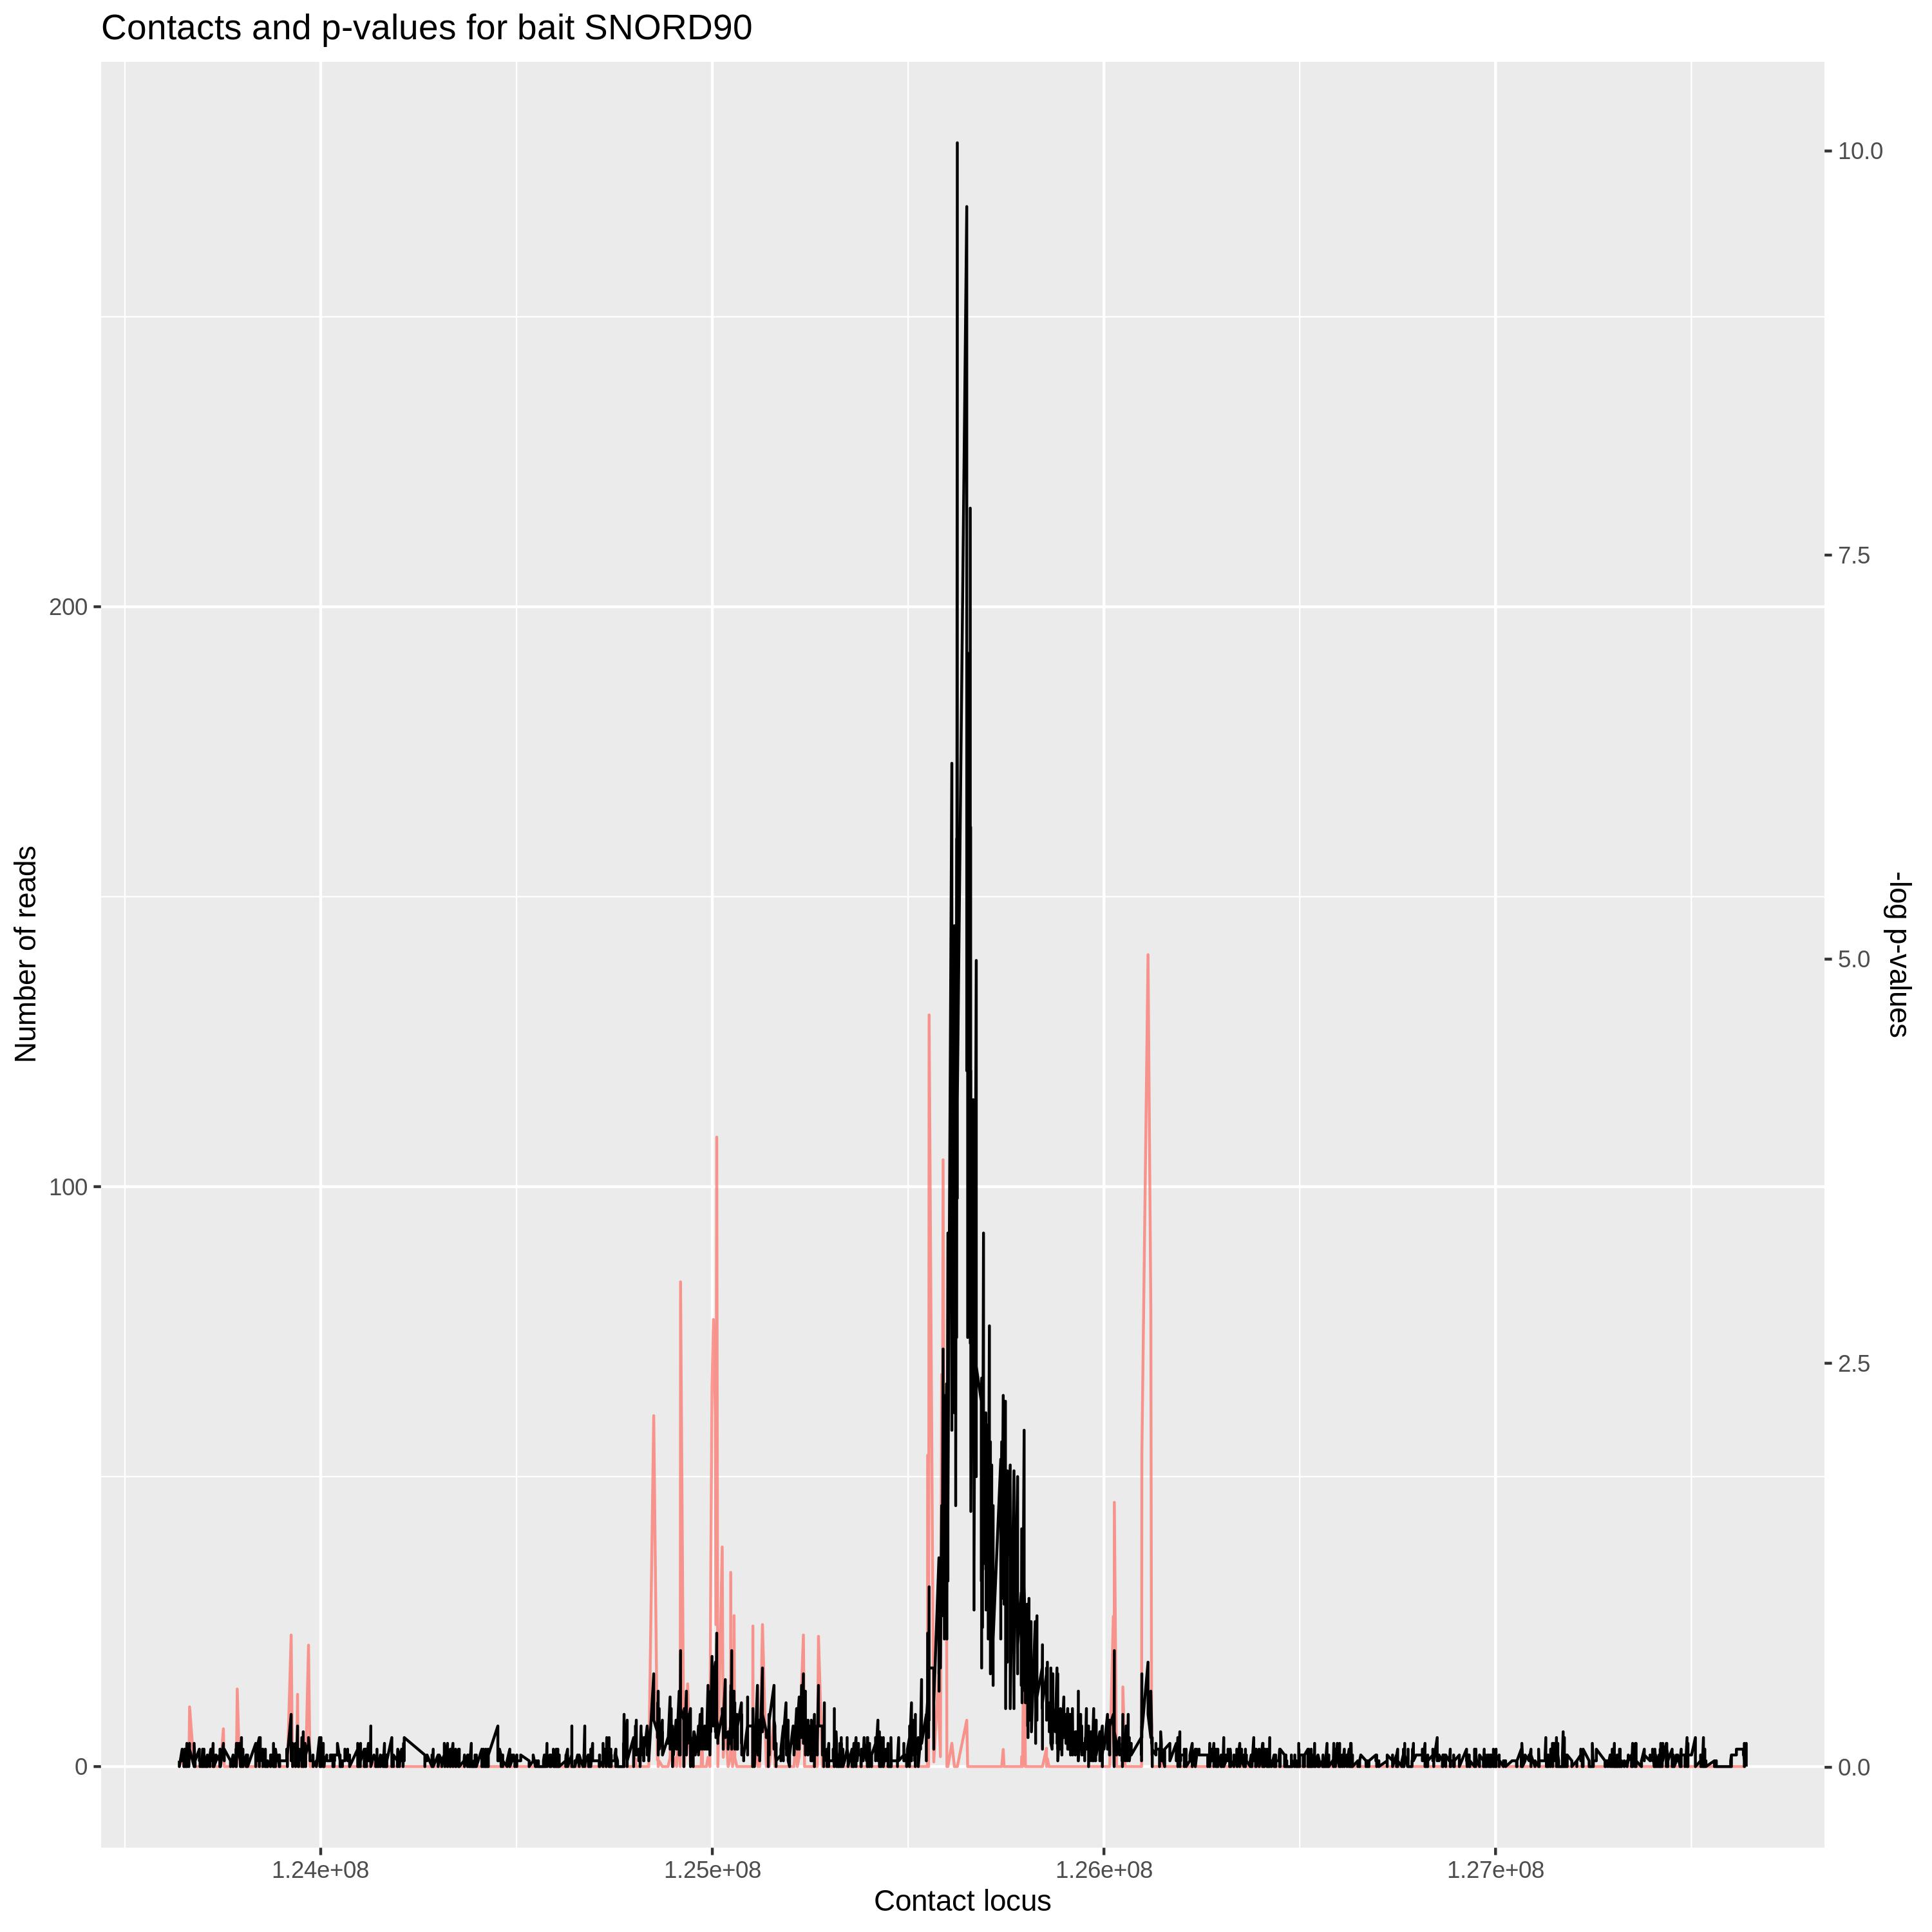 Contacts and p-values for bait SNORD90
Number of reads
200
100
0
10.0
7.5
5.0
2.5
0.0
-log p-values
1.24e+08
1.25e+08
1.26e+08
1.27e+08
Contact locus